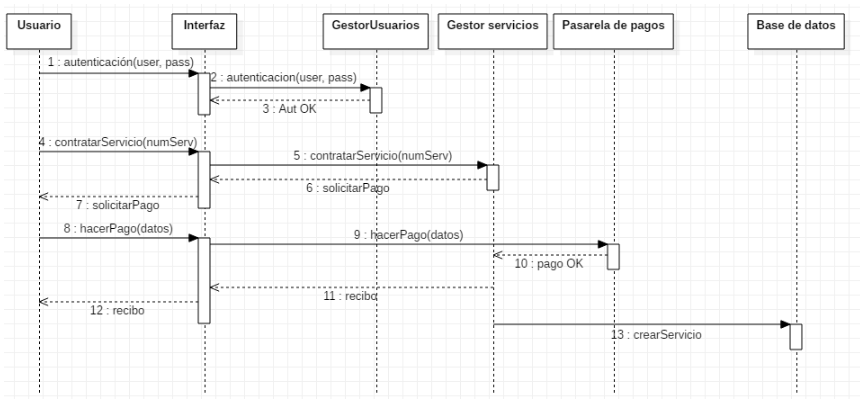 Usuario
Interfaz
GestorUsuarios
Gestor servicios
Pasarela de pagos
Base de datos
1 : autenticación(user, pass)
2 : autenticacion(user, pass)
3 : Aut OK
4 : contratarServicio(numServ)
5 : contratarServicio(numServ)
6 : solicitarPago
7 : solicitarPago
8 : hacerPago(datos)
9 : hacerPago(datos)
10 : pago OK
11 : recibo
12 : recibo
13 : crearServicio